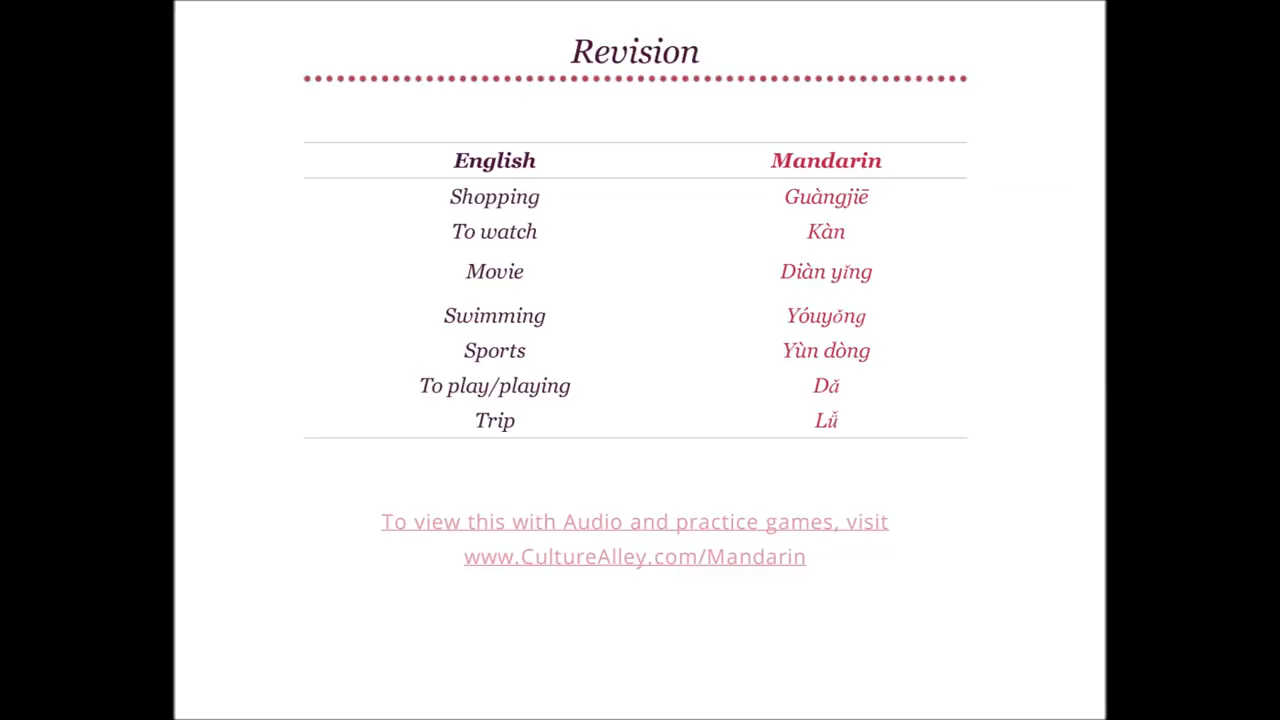 Revision
English Mandarin
Shopping Guàngjiē
To watch Kàn
Movie Diàn yǐng
Swimming Yóuyǒng
Sports Yùn dòng
To play/playing Dǎ
Trip Lǚ
To view this with Audio and practice games, visit
www.CultureAlley.com/Mandarin